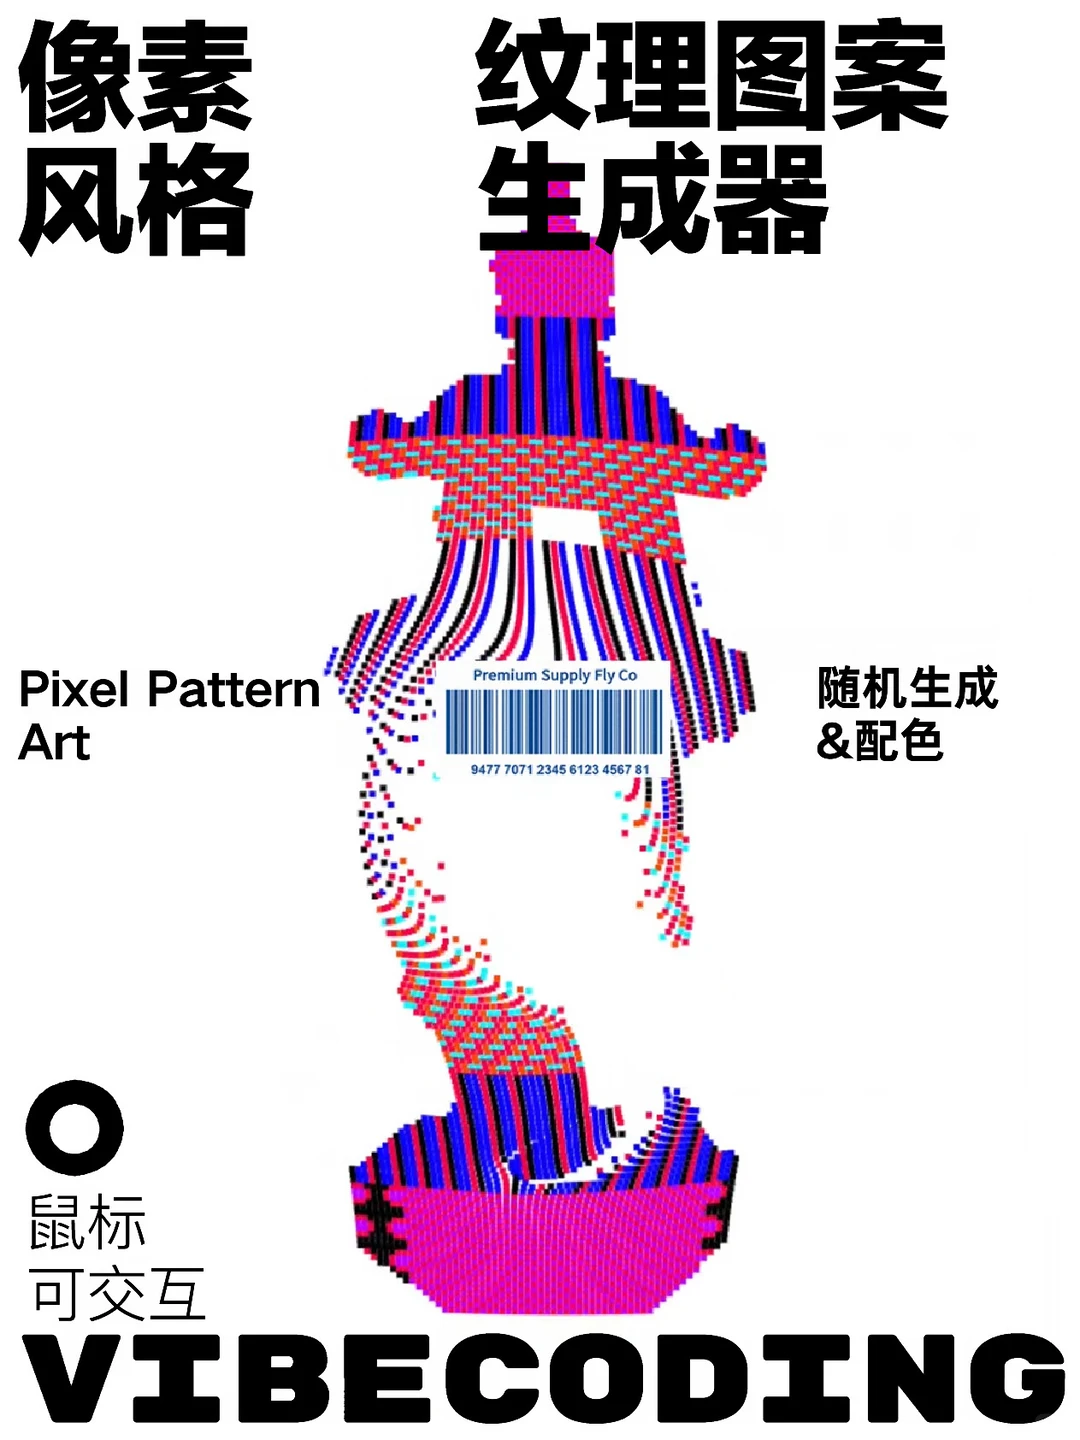 像素
风格
纹理图案
生成器
Pixel Pattern
Art
Premium Supply Fly Co
9477 7071 2345 6123 4567 81
随机生成
&配色
鼠标
可交互
VIBECODING